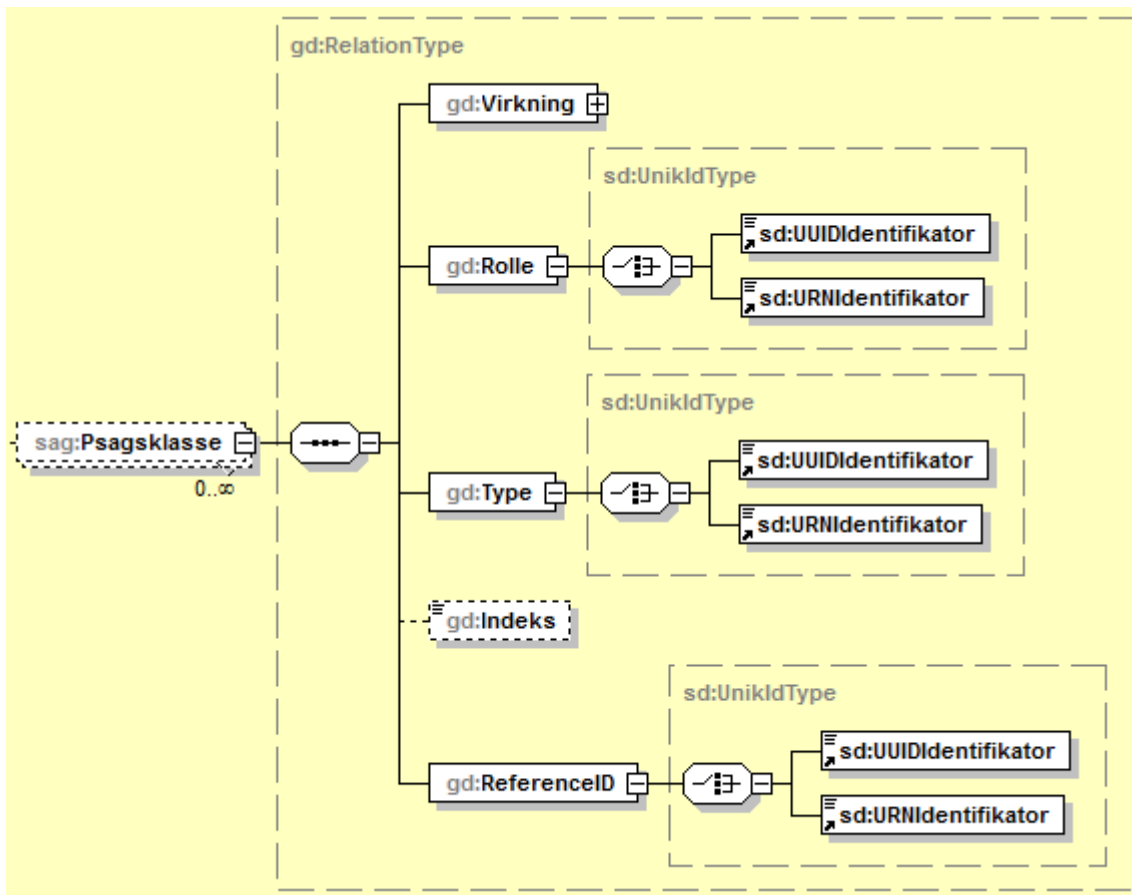 gd:RelationType
gd:Virkning
sd:UnikIdType
sd:UUIDIdentifikator
gd:Rolle
sd:URNIdentifikator
sd:UnikIdType
sag:Psagsklasse
0..∞
sd:UUIDIdentifikator
gd:Type
sd:URNIdentifikator
gd:Indeks
sd:UnikIdType
sd:UUIDIdentifikator
gd:ReferenceID
sd:URNIdentifikator